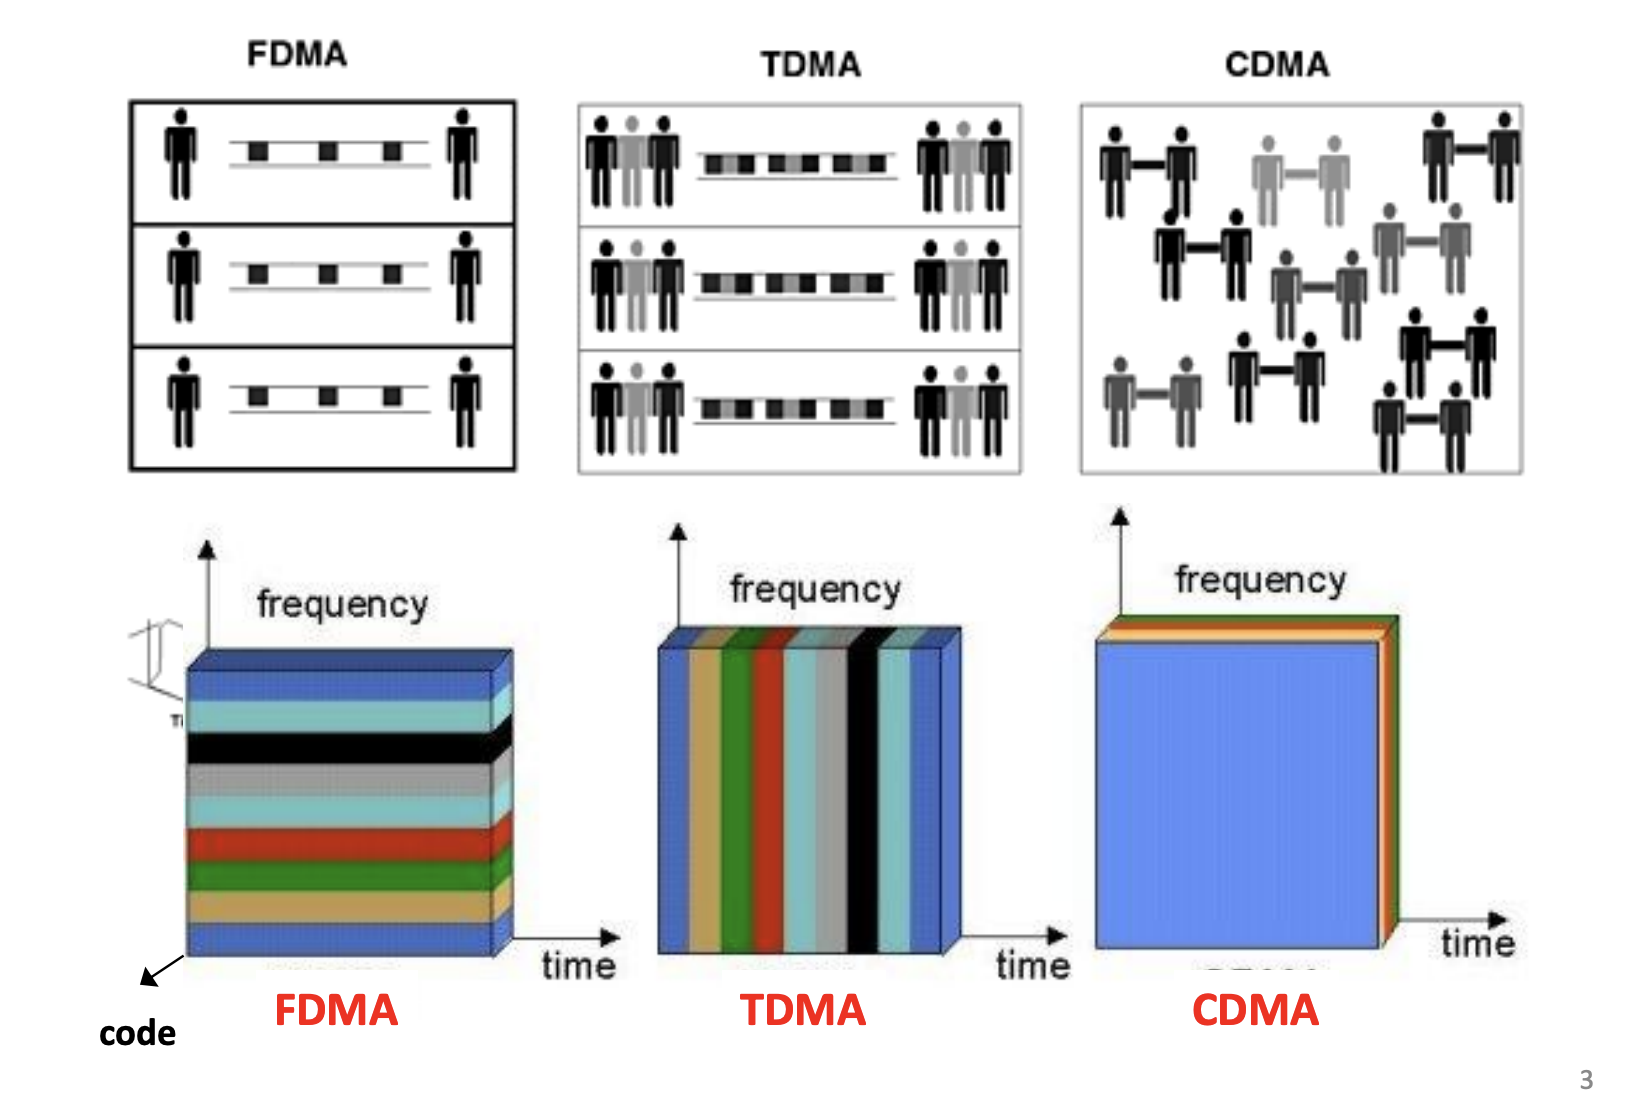 FDMA
TDMA
CDMA
frequency
frequency
frequency
time
time
time
FDMA
TDMA
CDMA
code
3